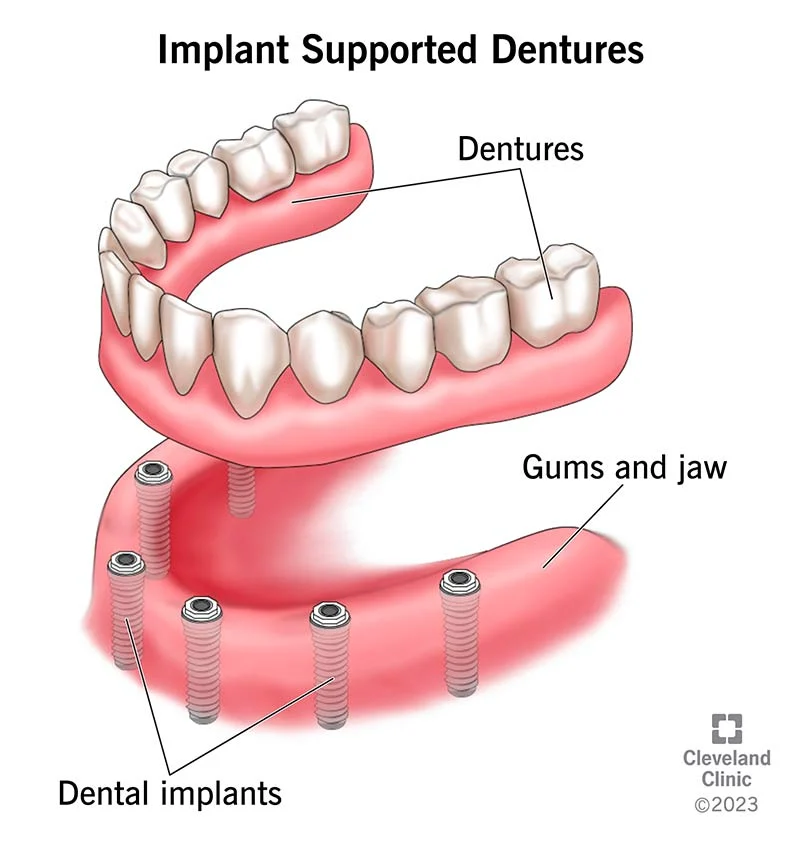 Implant Supported Dentures
Dentures
Gums and jaw
Dental implants
Cleveland
Clinic
©2023